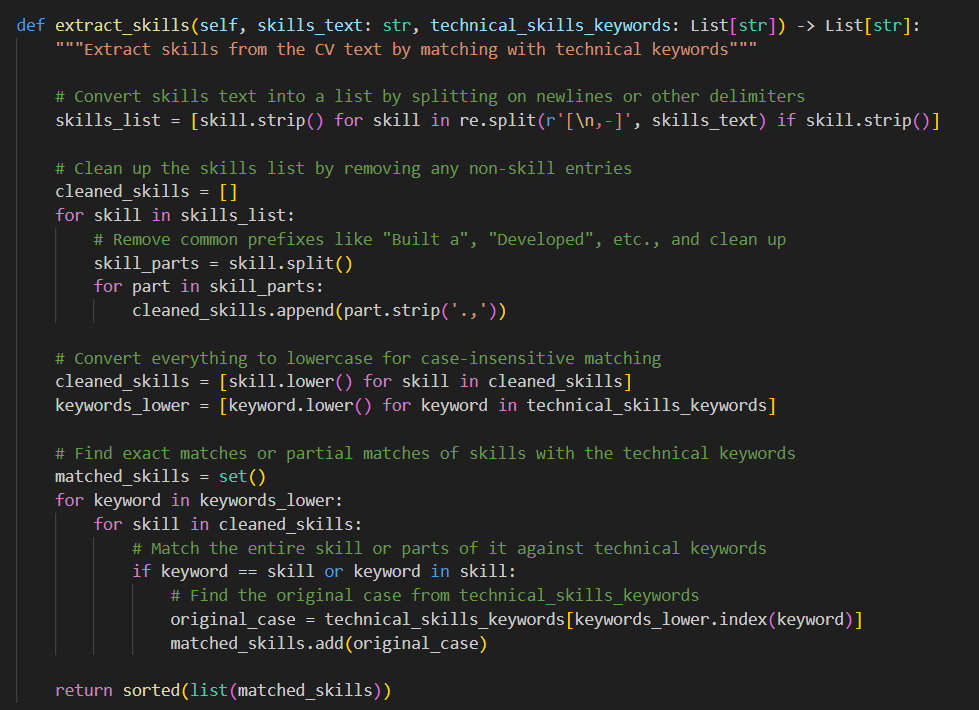 def extract_skills(self, skills_text: str, technical_skills_keywords: List[str]) -> List[str]:
    """Extract skills from the CV text by matching with technical keywords"""

    # Convert skills text into a list by splitting on newlines or other delimiters
    skills_list = [skill.strip() for skill in re.split(r'[\n,-]', skills_text) if skill.strip()]

    # Clean up the skills list by removing any non-skill entries
    cleaned_skills = []
    for skill in skills_list:
        # Remove common prefixes like "Built a", "Developed", etc., and clean up
        skill_parts = skill.split()
        for part in skill_parts:
            cleaned_skills.append(part.strip('.,'))

    # Convert everything to lowercase for case-insensitive matching
    cleaned_skills = [skill.lower() for skill in cleaned_skills]
    keywords_lower = [keyword.lower() for keyword in technical_skills_keywords]

    # Find exact matches or partial matches of skills with the technical keywords
    matched_skills = set()
    for keyword in keywords_lower:
        for skill in cleaned_skills:
            # Match the entire skill or parts of it against technical keywords
            if keyword == skill or keyword in skill:
                # Find the original case from technical_skills_keywords
                original_case = technical_skills_keywords[keywords_lower.index(keyword)]
                matched_skills.add(original_case)

    return sorted(list(matched_skills))